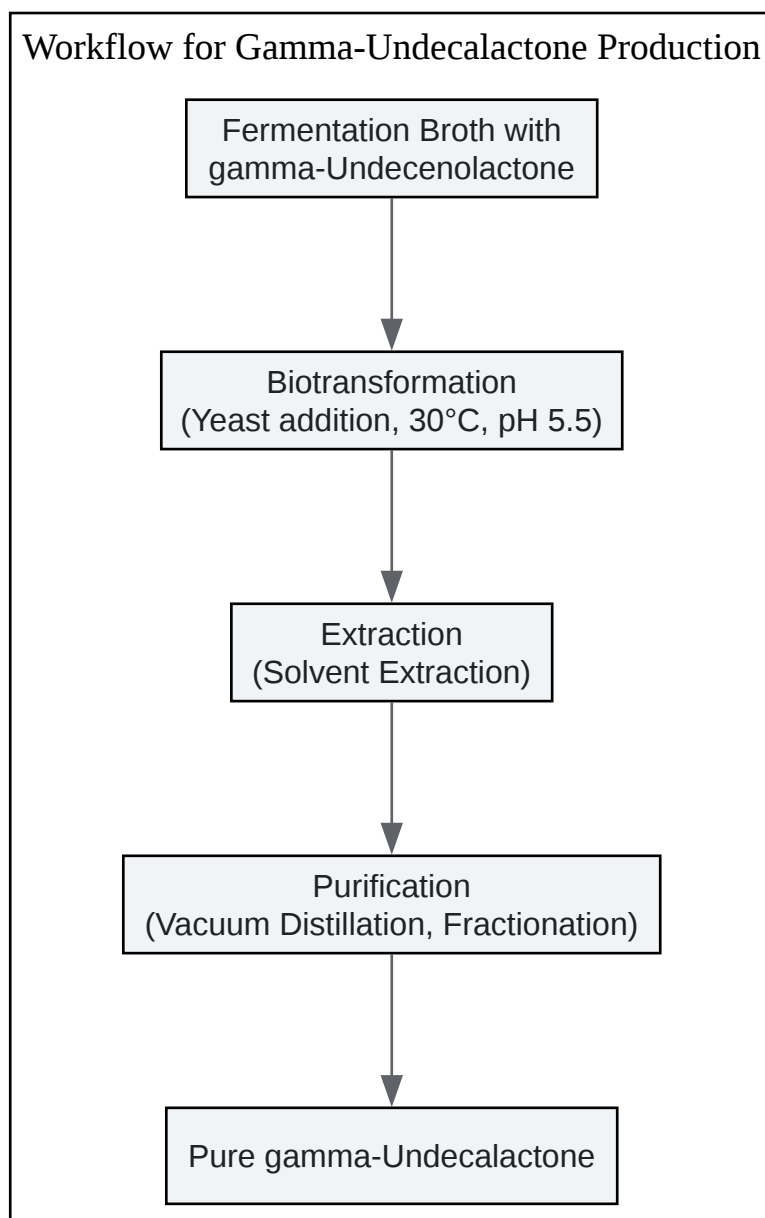 Workflow for Gamma-Undecalactone Production
Fermentation Broth with
gamma-Undecenolactone
Biotransformation
(Yeast addition, 30°C, pH 5.5)
Extraction
(Solvent Extraction)
Purification
(Vacuum Distillation, Fractionation)
Pure gamma-Undecalactone